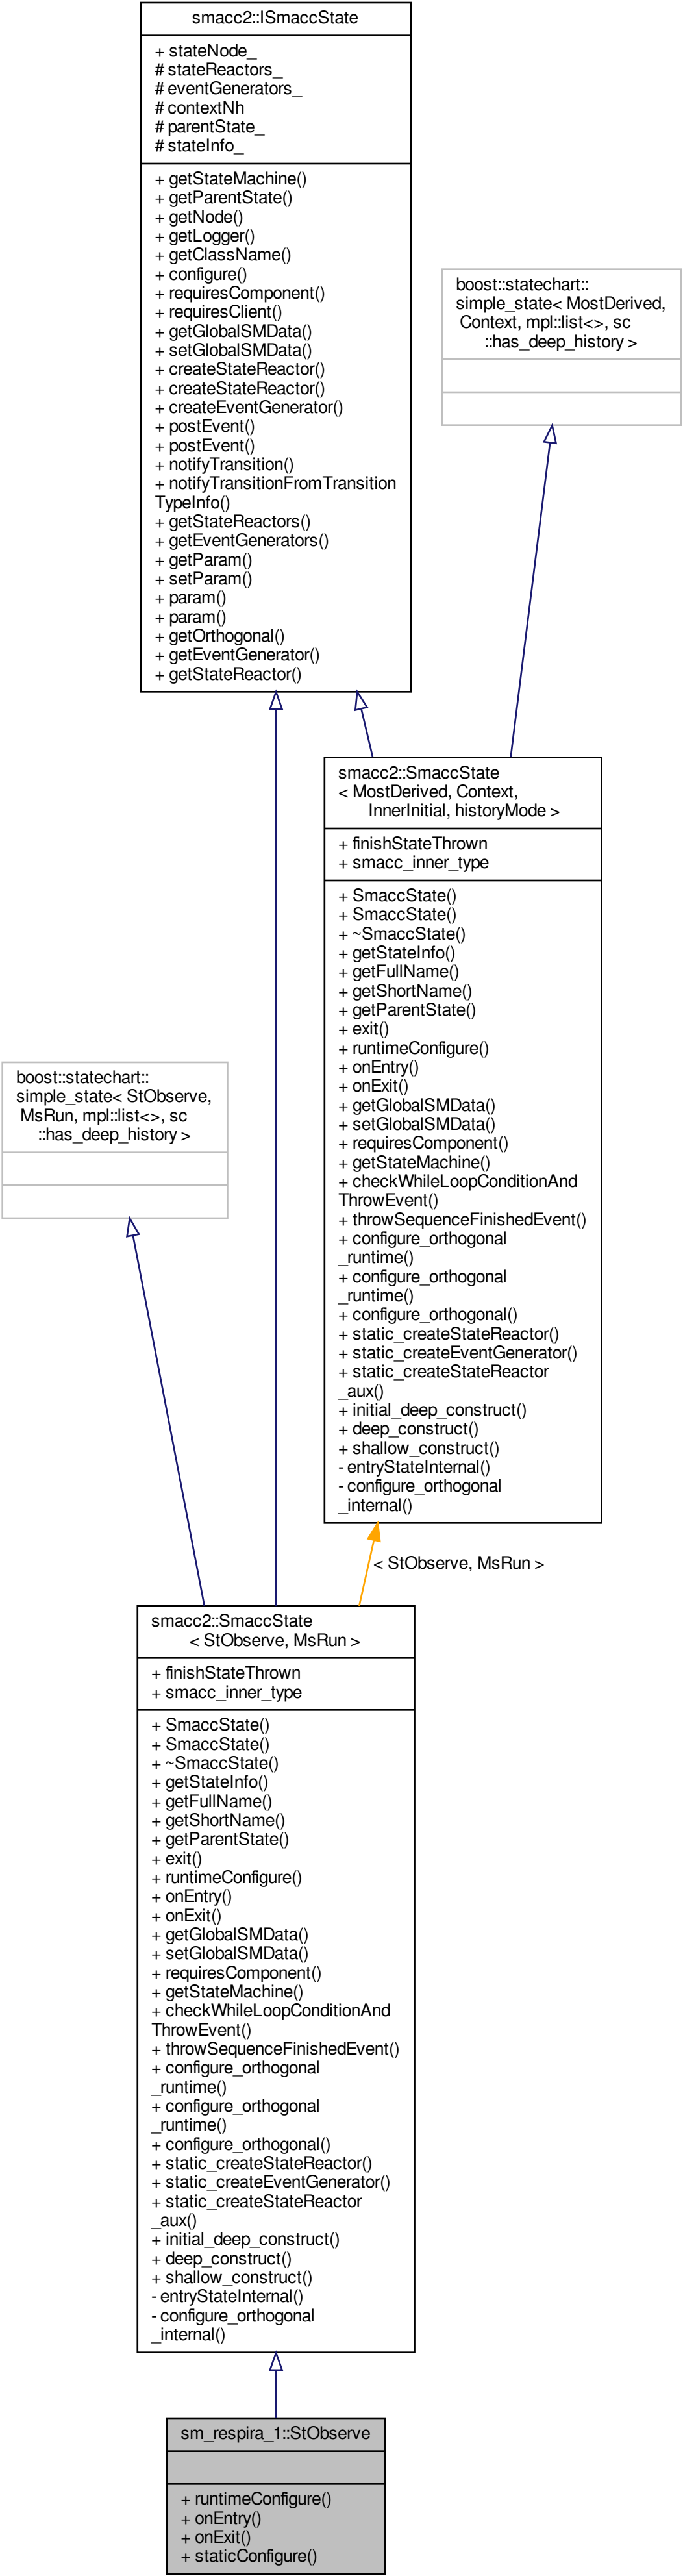 smacc2::ISmaccState
+ stateNode_
# stateReactors_
# eventGenerators_
# contextNh
# parentState_
# stateInfo_
+ getStateMachine()
+ getParentState()
+ getNode()
+ getLogger()
+ getClassName()
+ configure()
+ requiresComponent()
+ requiresClient()
+ getGlobalSMData()
+ setGlobalSMData()
+ createStateReactor()
+ createStateReactor()
+ createEventGenerator()
+ postEvent()
+ postEvent()
+ notifyTransition()
+ notifyTransitionFromTransition
TypeInfo()
+ getStateReactors()
+ getEventGenerators()
+ getParam()
+ setParam()
+ param()
+ param()
+ getOrthogonal()
+ getEventGenerator()
+ getStateReactor()
boost::statechart::
simple_state< MostDerived,
Context, mpl::list<>, sc
::has_deep_history >
smacc2::SmaccState
< MostDerived, Context,
InnerInitial, historyMode >
+ finishStateThrown
+ smacc_inner_type
+ SmaccState()
+ SmaccState()
+ ~SmaccState()
+ getStateInfo()
+ getFullName()
+ getShortName()
+ getParentState()
+ exit()
+ runtimeConfigure()
+ onEntry()
+ onExit()
+ getGlobalSMData()
+ setGlobalSMData()
+ requiresComponent()
+ getStateMachine()
+ checkWhileLoopConditionAnd
ThrowEvent()
+ throwSequenceFinishedEvent()
+ configure_orthogonal
_runtime()
+ configure_orthogonal
_runtime()
+ configure_orthogonal()
+ static_createStateReactor()
+ static_createEventGenerator()
+ static_createStateReactor
_aux()
+ initial_deep_construct()
+ deep_construct()
+ shallow_construct()
- entryStateInternal()
- configure_orthogonal
_internal()
boost::statechart::
simple_state< StObserve,
MsRun, mpl::list<>, sc
::has_deep_history >
< StObserve, MsRun >
smacc2::SmaccState
< StObserve, MsRun >
+ finishStateThrown
+ smacc_inner_type
+ SmaccState()
+ SmaccState()
+ ~SmaccState()
+ getStateInfo()
+ getFullName()
+ getShortName()
+ getParentState()
+ exit()
+ runtimeConfigure()
+ onEntry()
+ onExit()
+ getGlobalSMData()
+ setGlobalSMData()
+ requiresComponent()
+ getStateMachine()
+ checkWhileLoopConditionAnd
ThrowEvent()
+ throwSequenceFinishedEvent()
+ configure_orthogonal
_runtime()
+ configure_orthogonal
_runtime()
+ configure_orthogonal()
+ static_createStateReactor()
+ static_createEventGenerator()
+ static_createStateReactor
_aux()
+ initial_deep_construct()
+ deep_construct()
+ shallow_construct()
- entryStateInternal()
- configure_orthogonal
_internal()
sm_respira_1::StObserve
+ runtimeConfigure()
+ onEntry()
+ onExit()
+ staticConfigure()